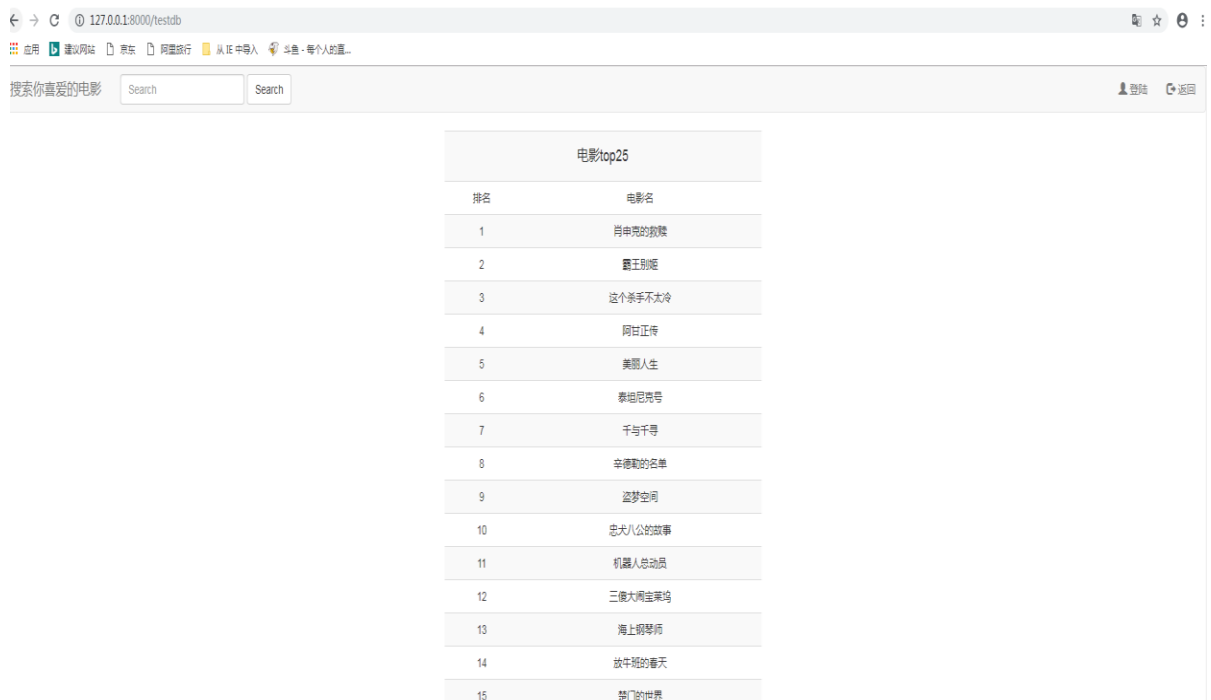 127.0.0.1:8000/testdb
应用 建议网站 京东 阿里旅行 从 IE 中导入 斗鱼 - 每个人的直...
搜索你喜爱的电影 Search Search 登陆 返回
电影top25
排名 电影名
1 肖申克的救赎
2 霸王别姬
3 这个杀手不太冷
4 阿甘正传
5 美丽人生
6 泰坦尼克号
7 千与千寻
8 辛德勒的名单
9 盗梦空间
10 忠犬八公的故事
11 机器人总动员
12 三傻大闹宝莱坞
13 海上钢琴师
14 放牛班的春天
15 楚门的世界